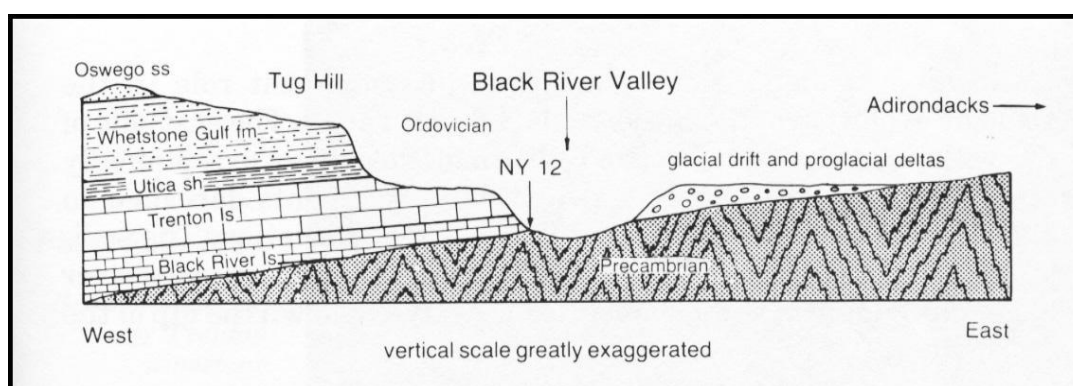 Oswego ss
Tug Hill
Black River Valley
Adirondacks
Whetstone Gulf fm
Ordovician
NY 12
glacial drift and proglacial deltas
Utica sh
Trenton ls
Black River ls
Precambrian
West
East
vertical scale greatly exaggerated